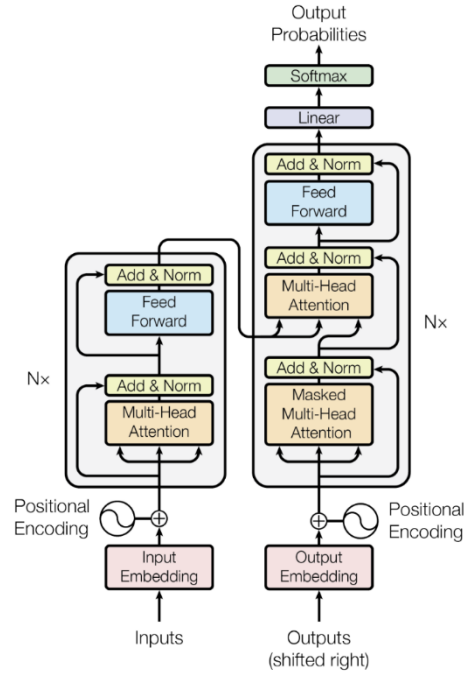 Output
Probabilities
Softmax
Linear
Add & Norm
Feed
Forward
Add & Norm
Multi-Head
Attention
Add & Norm
Masked
Multi-Head
Attention
Nx
Positional
Encoding
Output
Embedding
Outputs
(shifted right)
Add & Norm
Feed
Forward
Add & Norm
Multi-Head
Attention
Nx
Positional
Encoding
Input
Embedding
Inputs